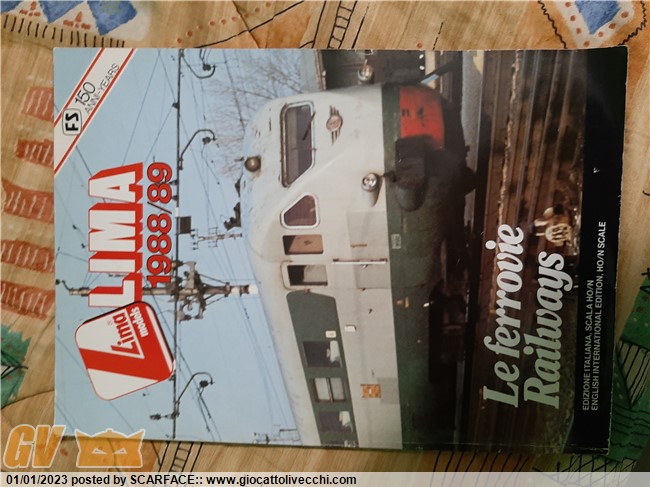 FS 150
ANNI-YEARS
LIMA
1988/89
Lima
models
Le ferrovie
Railways
EDIZIONE ITALIANA, SCALA HO/N
ENGLISH INTERNATIONAL EDITION, HO/N SCALE
GV
01/01/2023 posted by SCARFACE:: www.giocattolivecchi.com